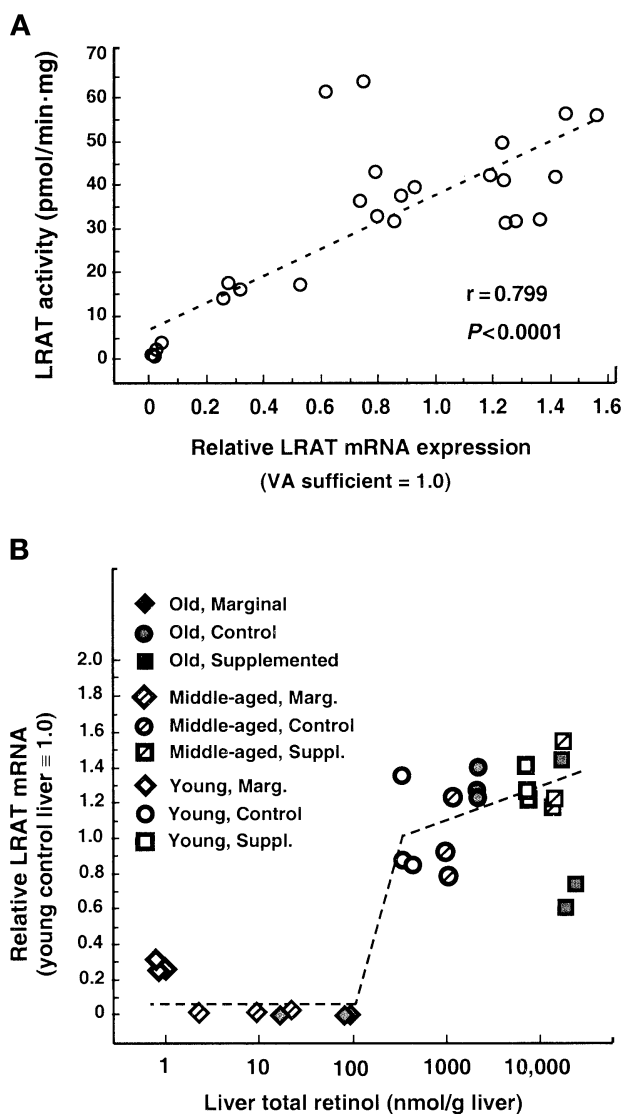 A
LRAT activity (pmol/min·mg)
70
60
50
40
30
20
10
0
r = 0.799
P<0.0001
0 0.2 0.4 0.6 0.8 1.0 1.2 1.4 1.6
Relative LRAT mRNA expression
(VA sufficient = 1.0)
B
Relative LRAT mRNA
(young control liver ≡ 1.0)
Old, Marginal
Old, Control
Old, Supplemented
Middle-aged, Marg.
Middle-aged, Control
Middle-aged, Suppl.
Young, Marg.
Young, Control
Young, Suppl.
2.0
1.8
1.6
1.4
1.2
1.0
0.8
0.6
0.4
0.2
0
1 10 100 1000 10,000
Liver total retinol (nmol/g liver)